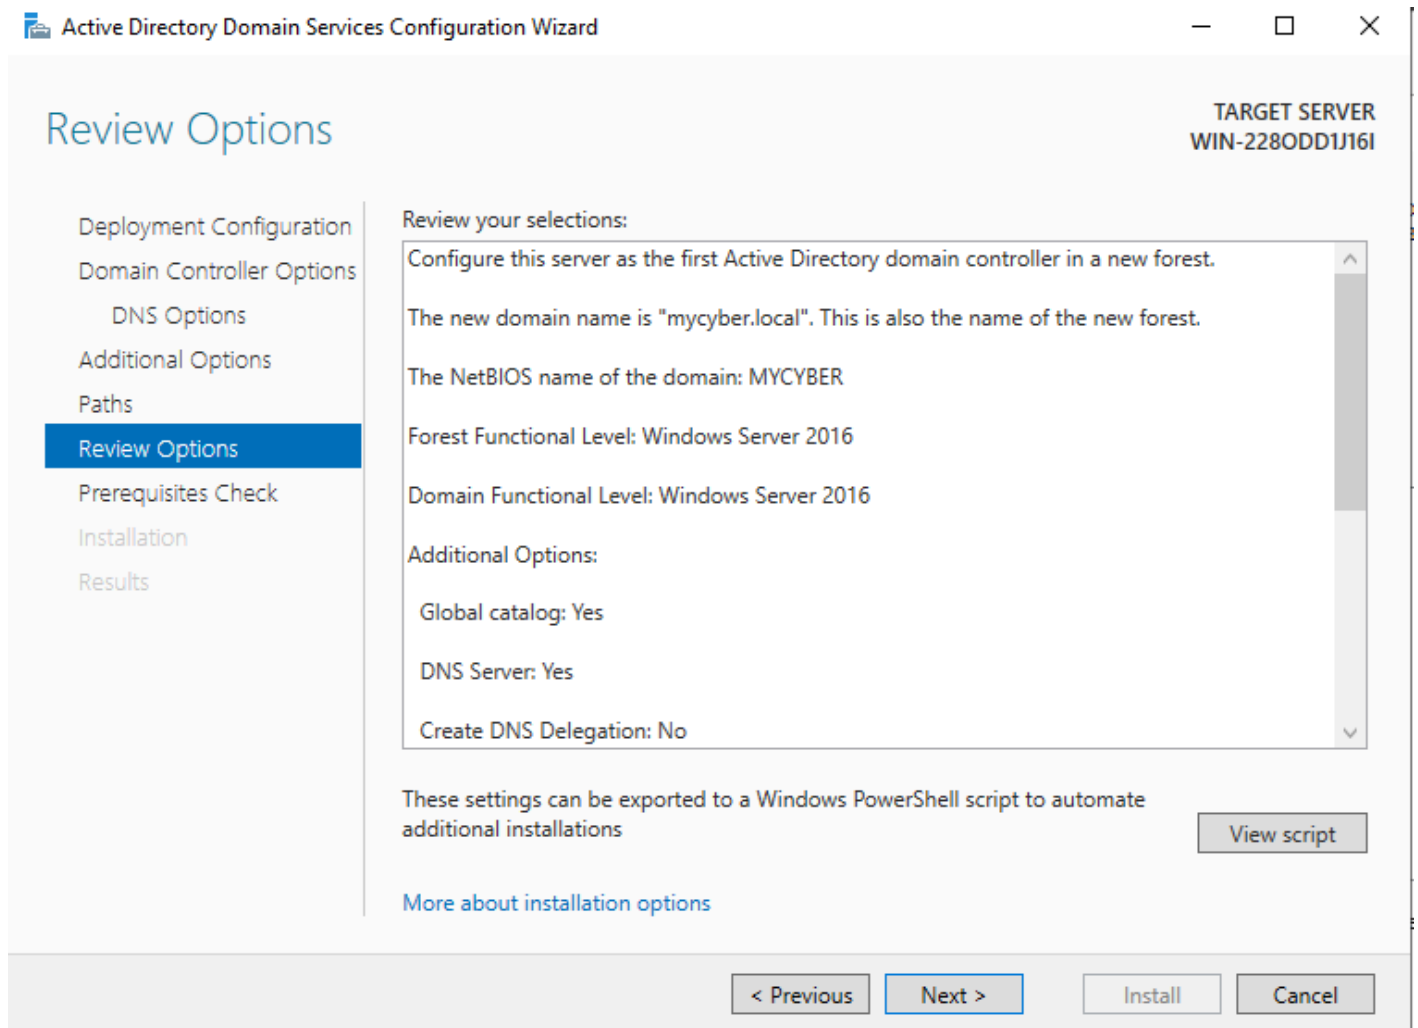 Active Directory Domain Services Configuration Wizard
Review Options
TARGET SERVER
WIN-228ODD1J16I
Deployment Configuration
Domain Controller Options
DNS Options
Additional Options
Paths
Review Options
Prerequisites Check
Installation
Results
Review your selections:
Configure this server as the first Active Directory domain controller in a new forest.
The new domain name is "mycyber.local". This is also the name of the new forest.
The NetBIOS name of the domain: MYCYBER
Forest Functional Level: Windows Server 2016
Domain Functional Level: Windows Server 2016
Additional Options:
Global catalog: Yes
DNS Server: Yes
Create DNS Delegation: No
These settings can be exported to a Windows PowerShell script to automate
additional installations
View script
More about installation options
< Previous
Next >
Install
Cancel